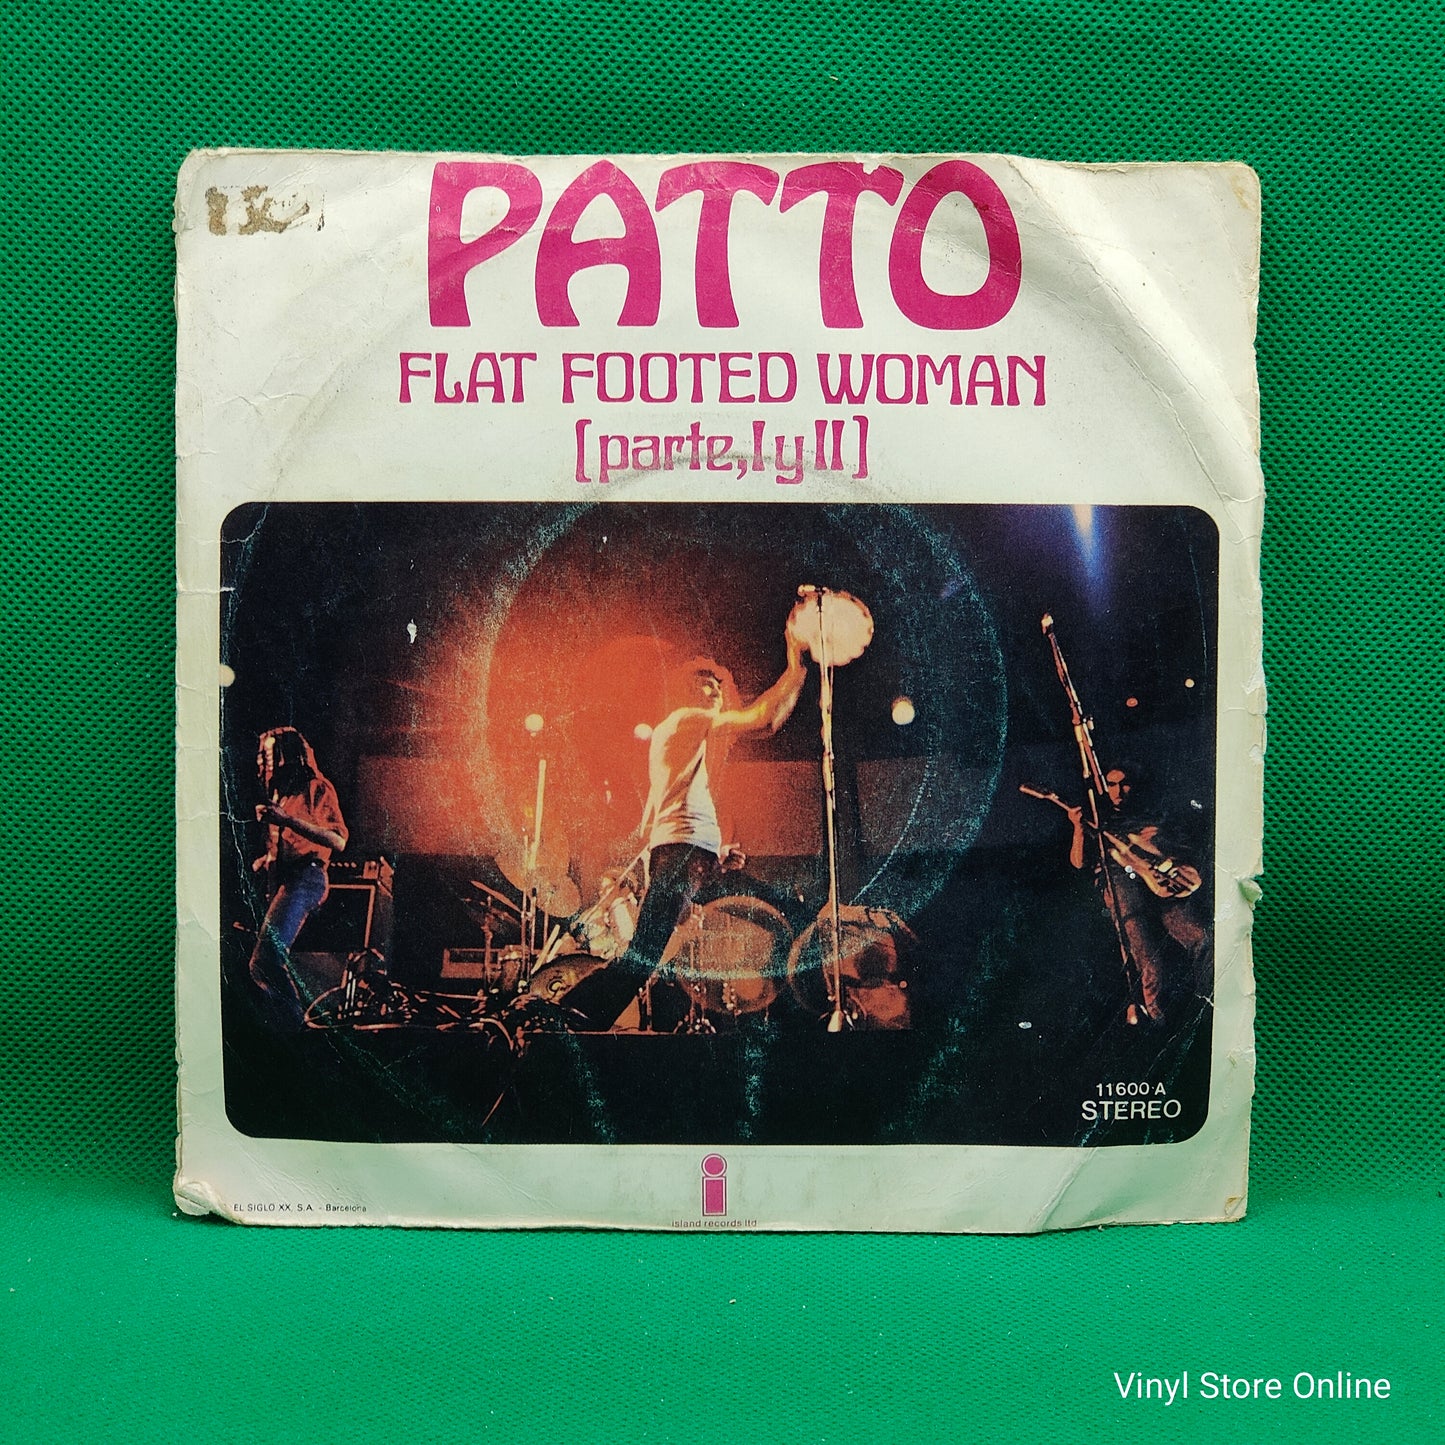 PATTO
FLAT FOOTED WOMAN
[parte, I y II]
11600-A
STEREO
EL SIGLO XX, S.A. - Barcelona
island records ltd
Vinyl Store Online